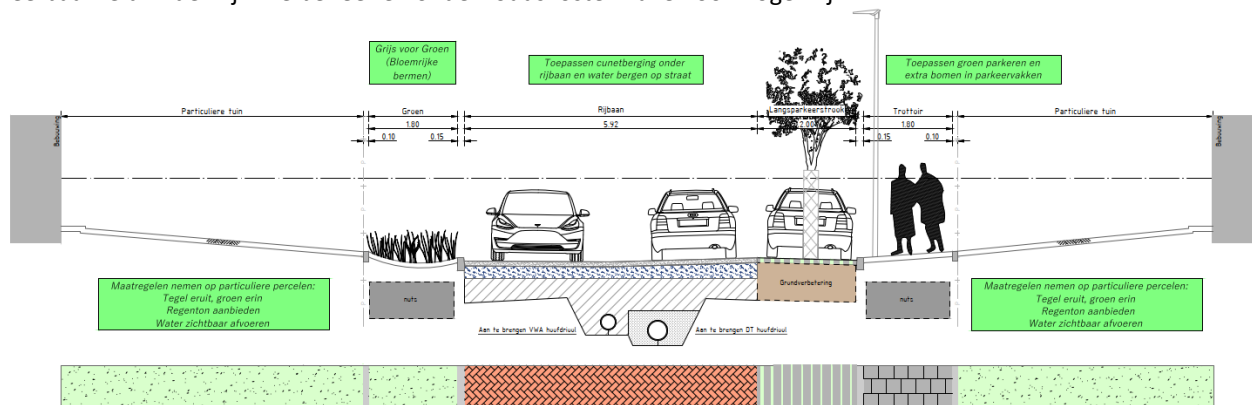 Grijs voor Groen
(Bloemrijke
bermen)
Toepassen cunetberging onder
rijbaan en water bergen op straat
Toepassen groen parkeren en
extra bomen in parkeervakken
Particuliere tuin
Groen
Rijbaan
Langsparkeerstrook
Trottoir
Particuliere tuin
1.80
5.92
2.00
1.80
0.10
0.15
0.15
0.10
Bebouwing
Bebouwing
Maatregelen nemen op particuliere percelen:
Tegel eruit, groen erin
Regenton aanbieden
Water zichtbaar afvoeren
nuts
Grundverbetering
nuts
Maatregelen nemen op particuliere percelen:
Tegel eruit, groen erin
Regenton aanbieden
Water zichtbaar afvoeren
Aan te brengen VWA huofdriuul
Aan te brengen DT huufdriuul